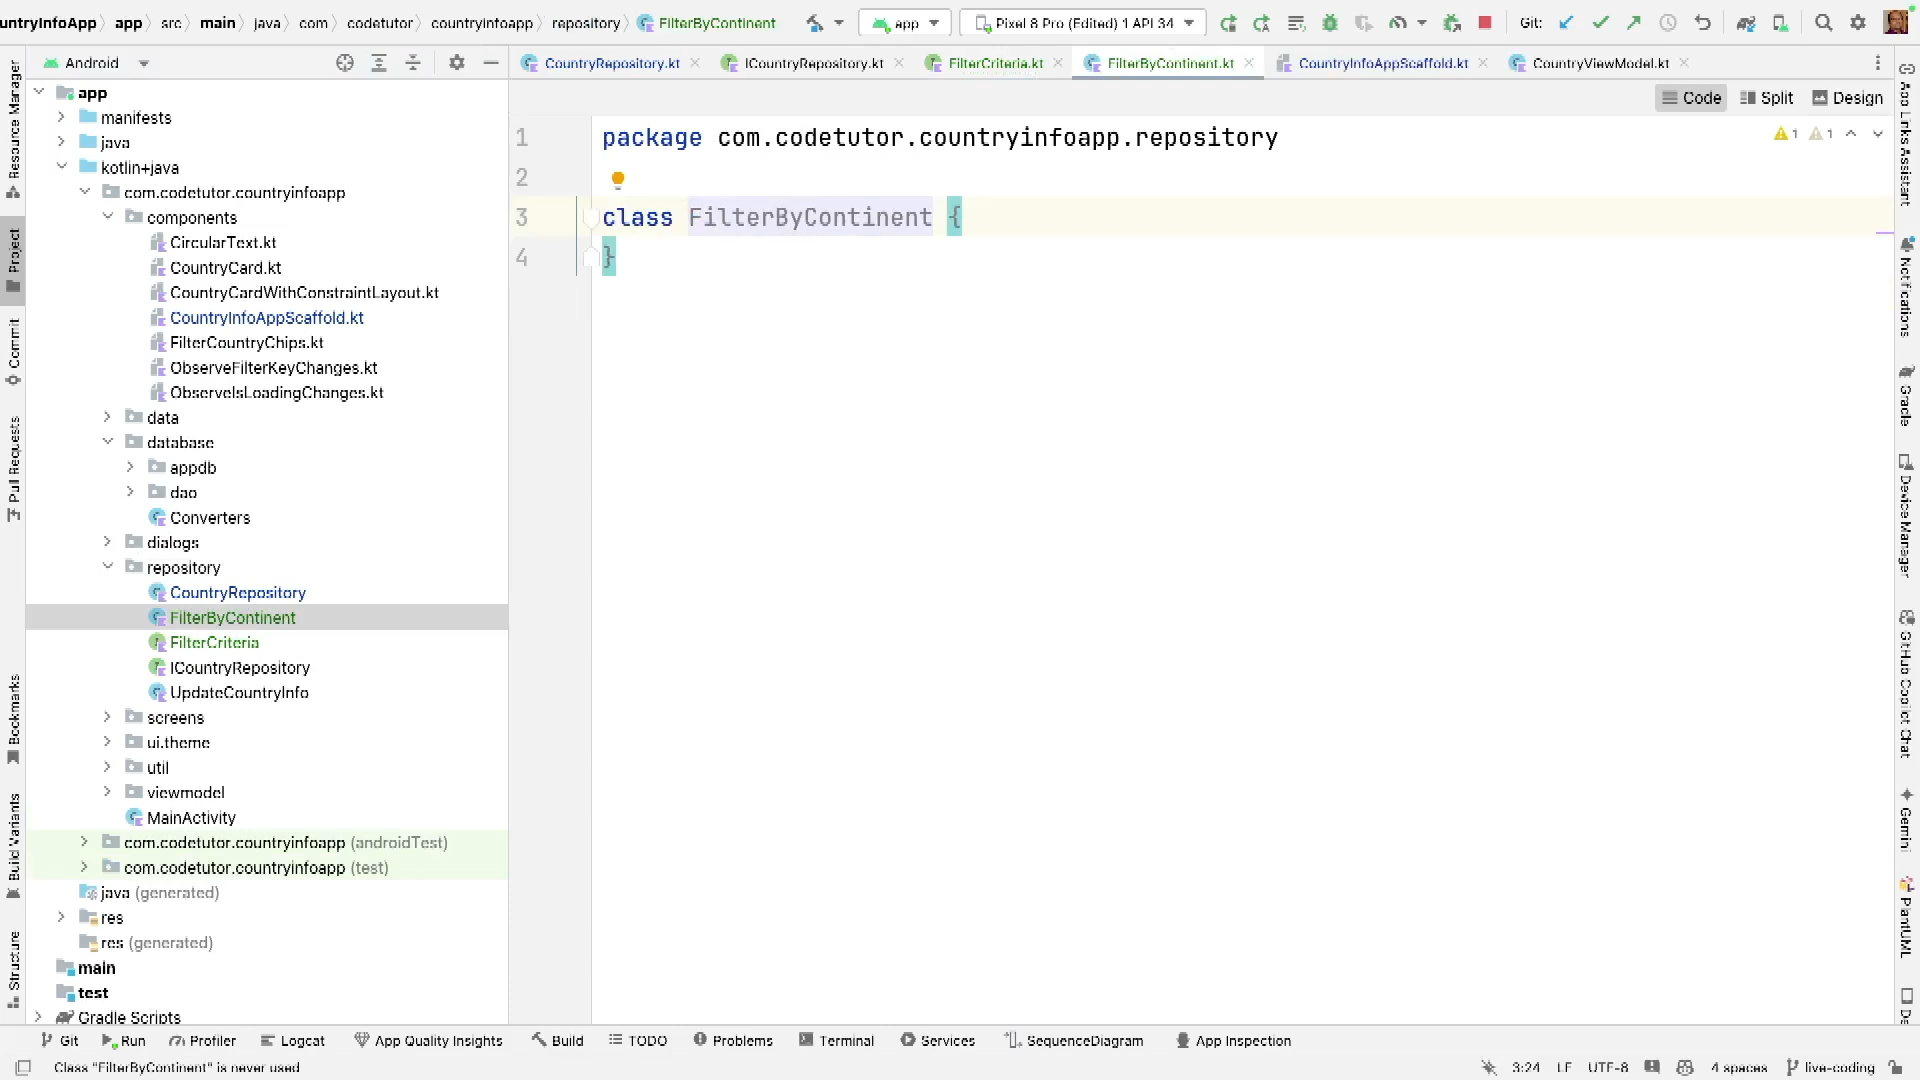 untryInfoApp app src main java com codetutor countryinfoapp repository FilterByContinent app Pixel 8 Pro (Edited) 1 API 34 Git:
Android
CountryRepository.kt ICountryRepository.kt FilterCriteria.kt FilterByContinent.kt CountryInfoAppScaffold.kt CountryViewModel.kt
Code Split Design
1 package com.codetutor.countryinfoapp.repository
1 1
2
3 class FilterByContinent {
4 }
app
manifests
java
kotlin+java
com.codetutor.countryinfoapp
components
CircularText.kt
CountryCard.kt
CountryCardWithConstraintLayout.kt
CountryInfoAppScaffold.kt
FilterCountryChips.kt
ObserveFilterKeyChanges.kt
ObserveIsLoadingChanges.kt
data
database
appdb
dao
Converters
dialogs
repository
CountryRepository
FilterByContinent
FilterCriteria
ICountryRepository
UpdateCountryInfo
screens
ui.theme
util
viewmodel
MainActivity
com.codetutor.countryinfoapp (androidTest)
com.codetutor.countryinfoapp (test)
java (generated)
res
res (generated)
main
test
Gradle Scripts
Resource Manager
Project
Commit
Pull Requests
Bookmarks
Build Variants
Structure
App Links Assistant
Notifications
Gradle
Device Manager
GitHub Copilot Chat
Gemini
PlantUML
De
Git Run Profiler Logcat App Quality Insights Build TODO Problems Terminal Services SequenceDiagram App Inspection
Class "FilterByContinent" is never used 3:24 LF UTF-8 4 spaces live-coding